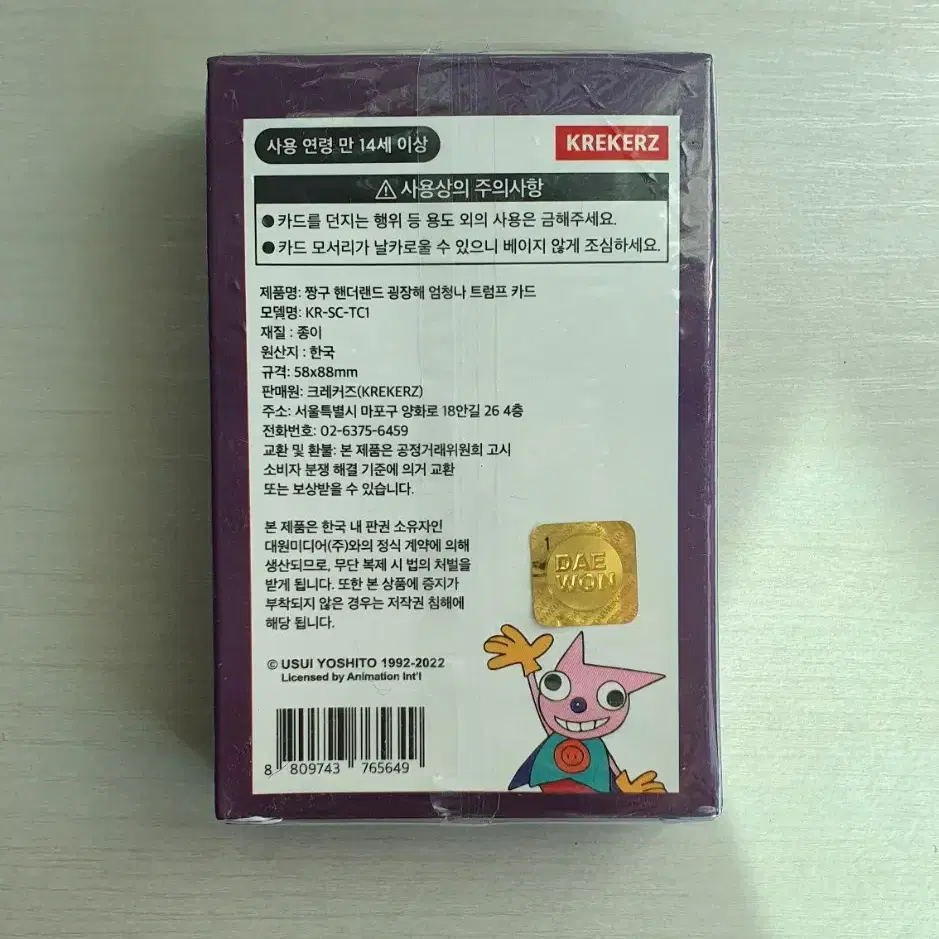 사용 연령 만 14세 이상
KREKERZ
사용상의 주의사항
● 카드를 던지는 행위 등 용도 외의 사용은 금해주세요.
● 카드 모서리가 날카로울 수 있으니 베이지 않게 조심하세요.
제품명: 짱구 핸더랜드 굉장해 엄청나 트럼프 카드
모델명: KR-SC-TC1
재질 : 종이
원산지 : 한국
규격: 58x88mm
판매원: 크레커즈(KREKERZ)
주소: 서울특별시 마포구 양화로 18안길 26 4층
전화번호: 02-6375-6459
교환 및 환불: 본 제품은 공정거래위원회 고시
소비자 분쟁 해결 기준에 의거 교환
또는 보상받을 수 있습니다.
본 제품은 한국 내 판권 소유자인
대원미디어(주)와의 정식 계약에 의해
생산되므로, 무단 복제 시 법의 처벌을
받게 됩니다. 또한 본 상품에 증지가
부착되지 않은 경우는 저작권 침해에
해당 됩니다.
1
DAE
WON
© USUI YOSHITO 1992-2022
Licensed by Animation Int'l
8 809743 765649